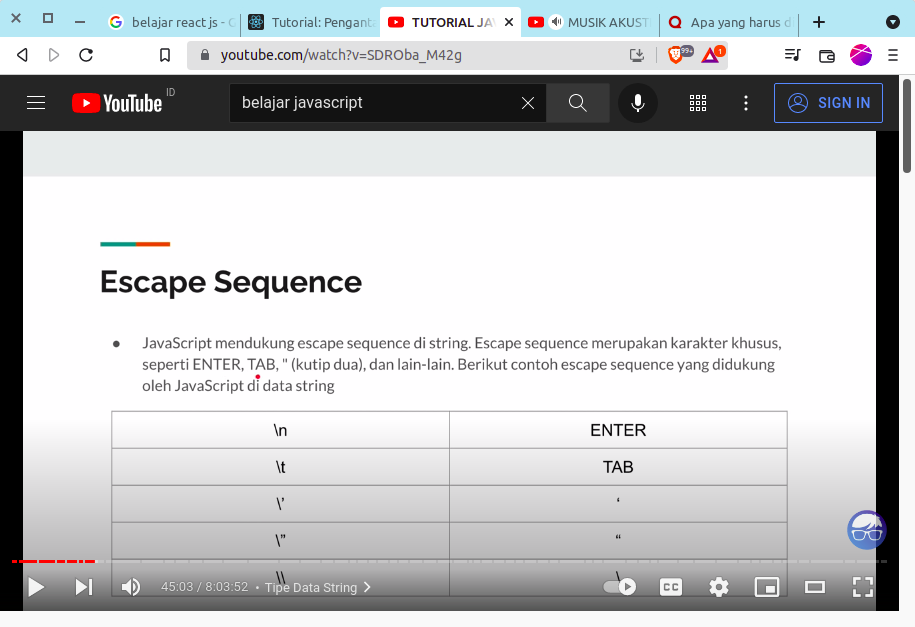 belajar react js - G
Tutorial: Penganta
TUTORIAL JA
MUSIK AKUST
Apa yang harus d
youtube.com/watch?v=SDROba_M42g
99+
1
YouTube ID
belajar javascript
SIGN IN
Escape Sequence
● JavaScript mendukung escape sequence di string. Escape sequence merupakan karakter khusus,
seperti ENTER, TAB, " (kutip dua), dan lain-lain. Berikut contoh escape sequence yang didukung
oleh JavaScript di data string
\n ENTER
\t TAB
\’ ‘
\” “
\\ \
45:03 / 8:03:52 • Tipe Data String
CC